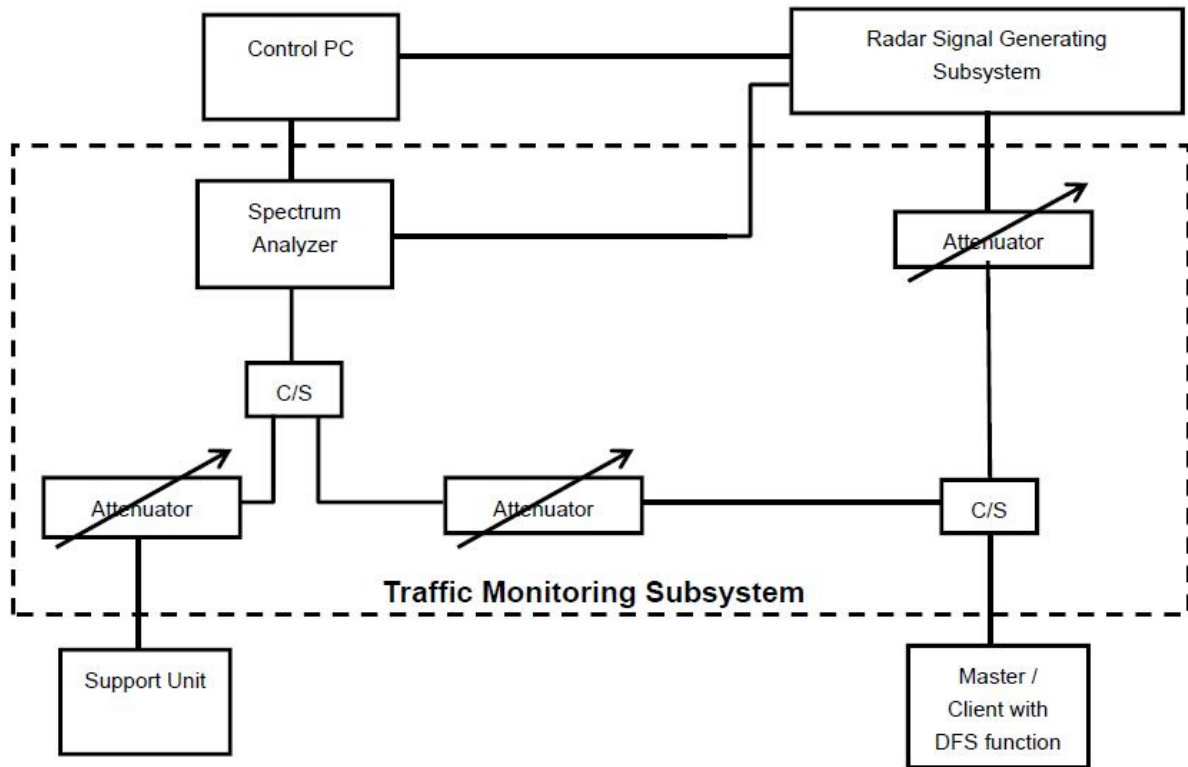 Control PC
Radar Signal Generating
Subsystem
Spectrum
Analyzer
Attenuator
C/S
Attenuator
Attenuator
C/S
Traffic Monitoring Subsystem
Support Unit
Master /
Client with
DFS function